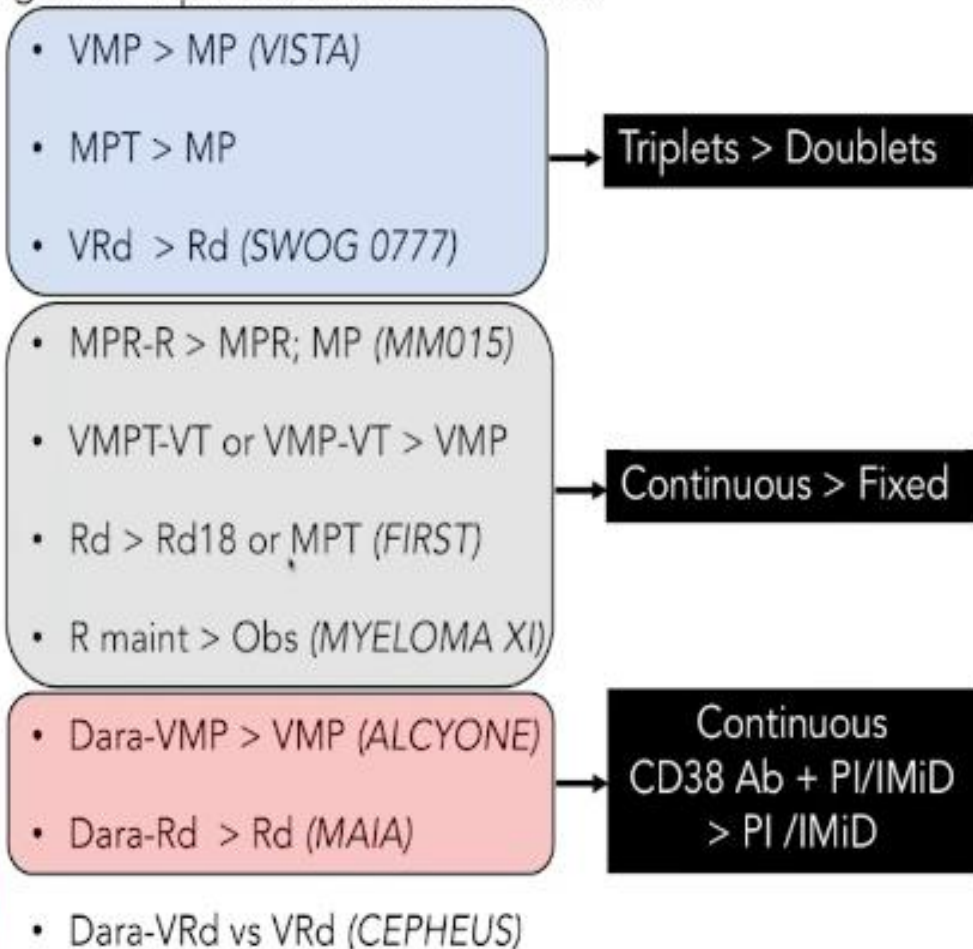 • VMP > MP (VISTA)
• MPT > MP
• VRd > Rd (SWOG 0777)
Triplets > Doublets
• MPR-R > MPR; MP (MM015)
• VMPT-VT or VMP-VT > VMP
• Rd > Rd18 or MPT (FIRST)
• R maint > Obs (MYELOMA XI)
Continuous > Fixed
• Dara-VMP > VMP (ALCYONE)
• Dara-Rd > Rd (MAIA)
Continuous
CD38 Ab + PI/IMiD
> PI /IMiD
• Dara-VRd vs VRd (CEPHEUS)